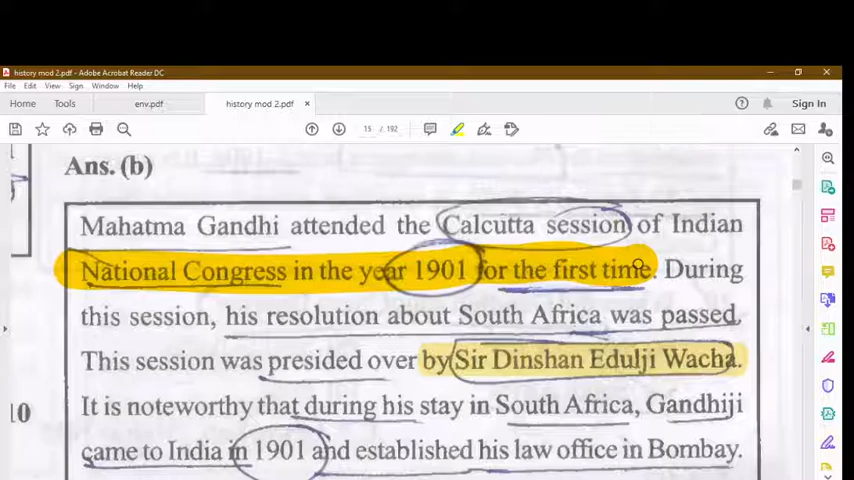 history mod 2.pdf - Adobe Acrobat Reader DC
File Edit View Sign Window Help
Home Tools env.pdf history mod 2.pdf × Sign In
15 / 192
Ans. (b)
Mahatma Gandhi attended the Calcutta session of Indian
National Congress in the year 1901 for the first time. During
this session, his resolution about South Africa was passed.
This session was presided over by Sir Dinshan Edulji Wacha.
It is noteworthy that during his stay in South Africa, Gandhiji
came to India in 1901 and established his law office in Bombay.
10